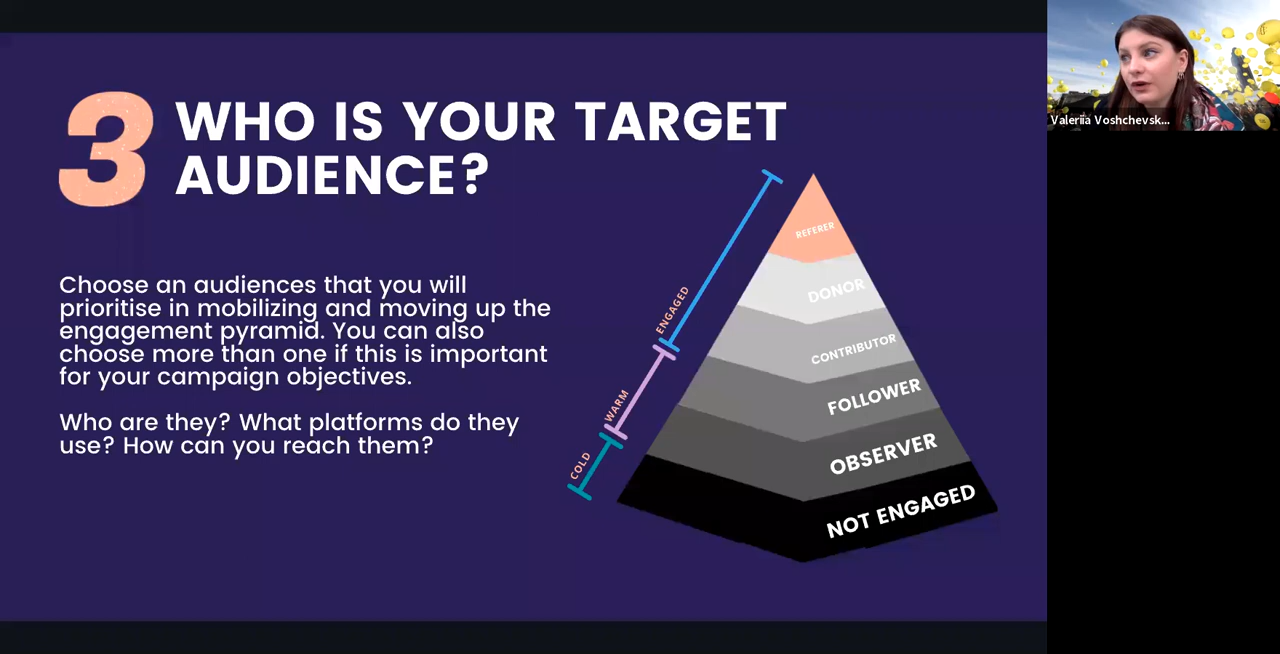 3 WHO IS YOUR TARGET
AUDIENCE?
Choose an audiences that you will
prioritise in mobilizing and moving up the
engagement pyramid. You can also
choose more than one if this is important
for your campaign objectives.
Who are they? What platforms do they
use? How can you reach them?
ENGAGED
WARM
COLD
REFERER
DONOR
CONTRIBUTOR
FOLLOWER
OBSERVER
NOT ENGAGED
Valeriia Voshchevsk...